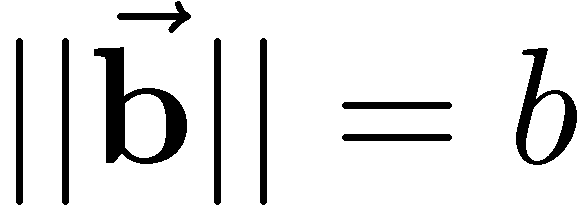 ||𝐛⃗|| = 𝑏